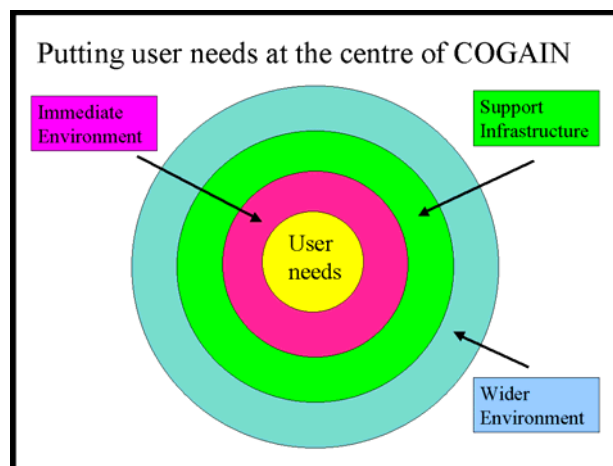 Putting user needs at the centre of COGAIN
Immediate
Environment
Support
Infrastructure
User
needs
Wider
Environment